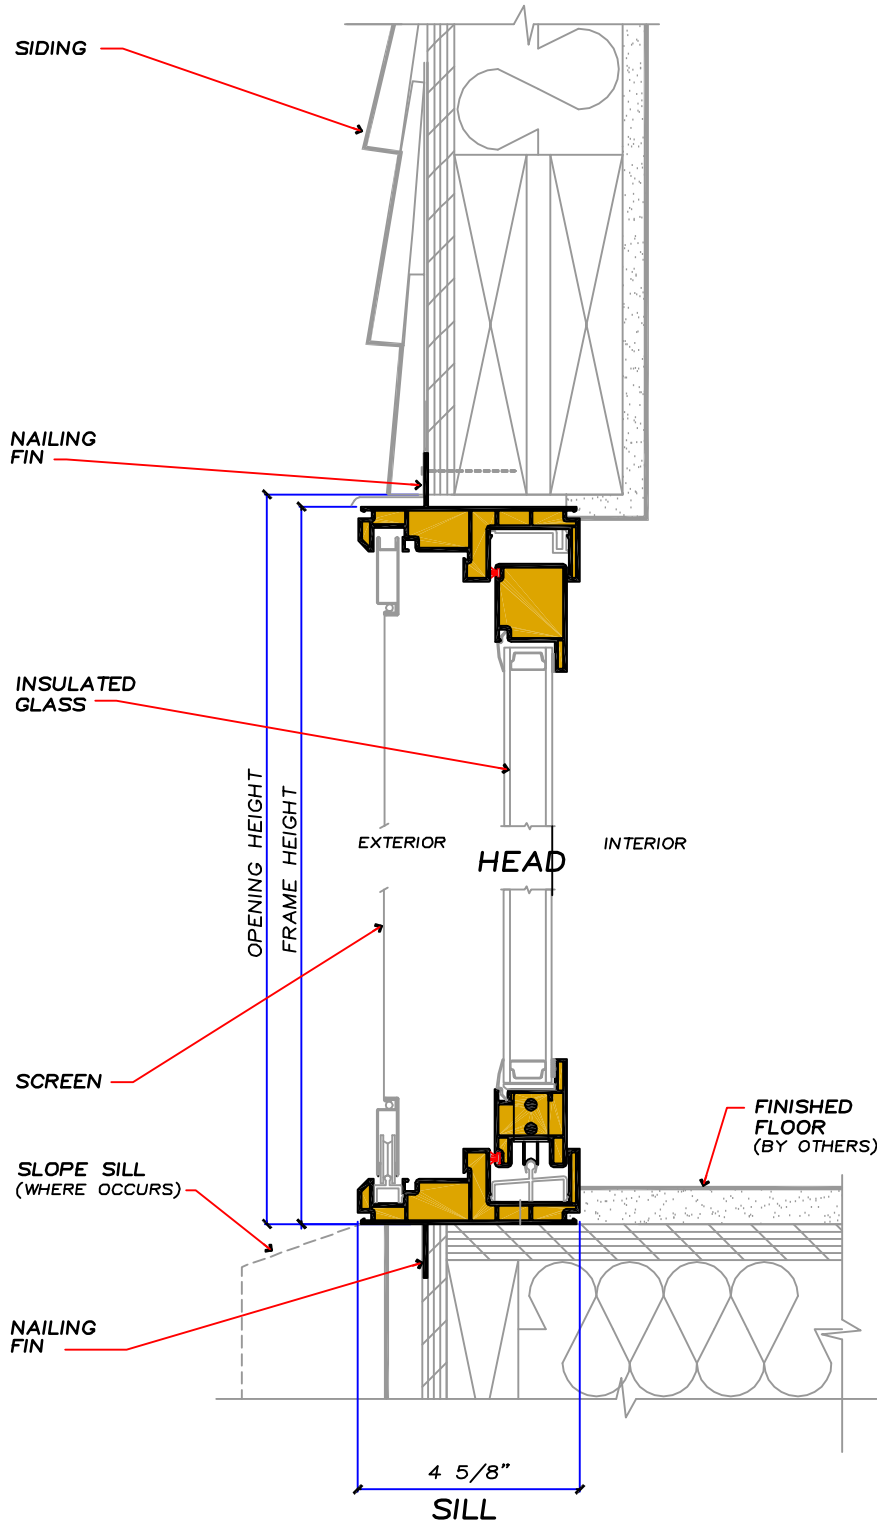 SIDING
NAILING
FIN
INSULATED
GLASS
OPENING HEIGHT
FRAME HEIGHT
EXTERIOR
HEAD
INTERIOR
SCREEN
FINISHED
FLOOR
(BY OTHERS)
SLOPE SILL
(WHERE OCCURS)
NAILING
FIN
4 5/8"
SILL